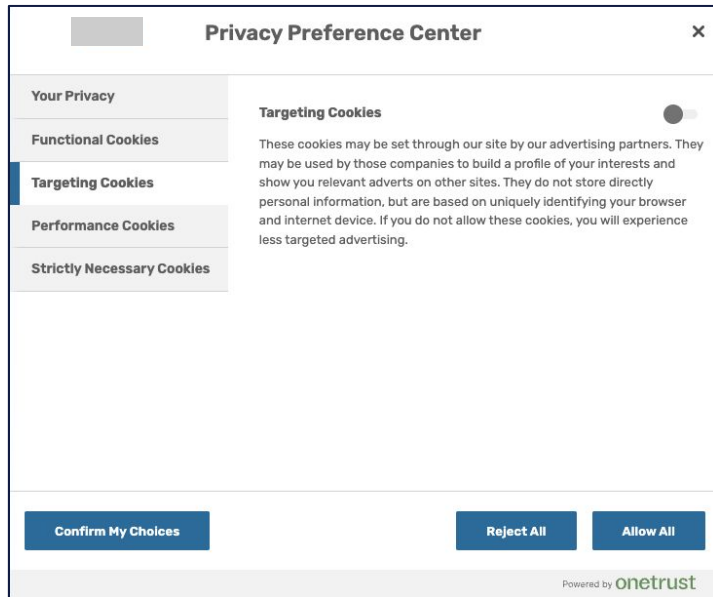 Privacy Preference Center
Your Privacy
Functional Cookies
Targeting Cookies
Performance Cookies
Strictly Necessary Cookies
Targeting Cookies
These cookies may be set through our site by our advertising partners. They
may be used by those companies to build a profile of your interests and
show you relevant adverts on other sites. They do not store directly
personal information, but are based on uniquely identifying your browser
and internet device. If you do not allow these cookies, you will experience
less targeted advertising.
Confirm My Choices
Reject All
Allow All
Powered by onetrust